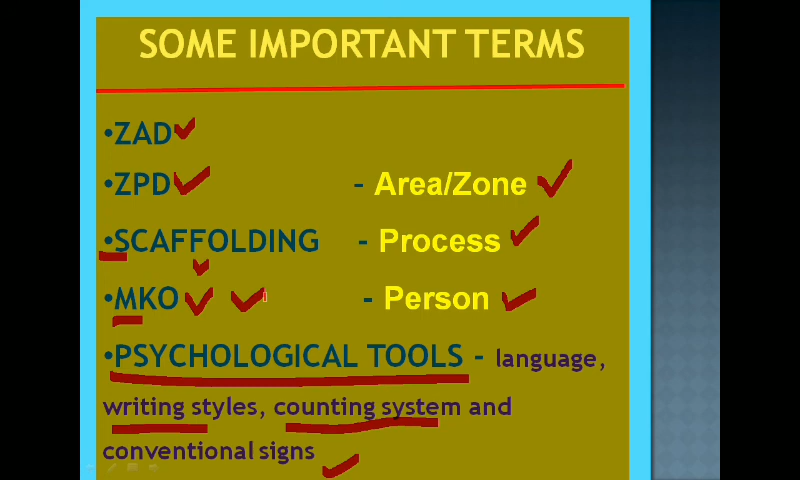 SOME IMPORTANT TERMS
•ZAD
•ZPD - Area/Zone
•SCAFFOLDING - Process
•MKO - Person
•PSYCHOLOGICAL TOOLS - language,
writing styles, counting system and
conventional signs